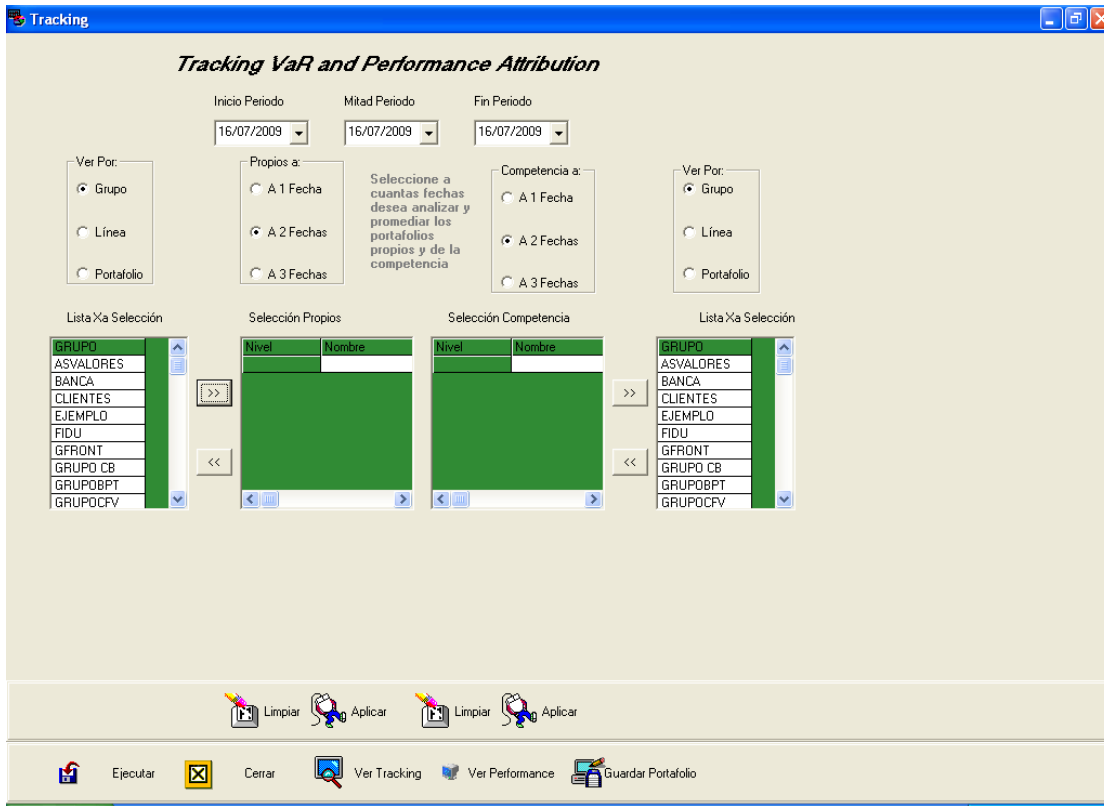 Tracking
Tracking VaR and Performance Attribution
Inicio Periodo Mitad Periodo Fin Periodo
16/07/2009 16/07/2009 16/07/2009
Ver Por:
Grupo
Línea
Portafolio
Propios a:
A 1 Fecha
A 2 Fechas
A 3 Fechas
Seleccione a
cuantas fechas
desea analizar y
promediar los
portafolios
propios y de la
competencia
Competencia a:
A 1 Fecha
A 2 Fechas
A 3 Fechas
Ver Por:
Grupo
Línea
Portafolio
Lista Xa Selección
GRUPO
ASVALORES
BANCA
CLIENTES
EJEMPLO
FIDU
GFRONT
GRUPO CB
GRUPOBPT
GRUPOCFV
>>
<<
Selección Propios
Nivel Nombre
Selección Competencia
Nivel Nombre
>>
<<
Lista Xa Selección
GRUPO
ASVALORES
BANCA
CLIENTES
EJEMPLO
FIDU
GFRONT
GRUPO CB
GRUPOBPT
GRUPOCFV
Limpiar Aplicar Limpiar Aplicar
Ejecutar Cerrar Ver Tracking Ver Performance Guardar Portafolio